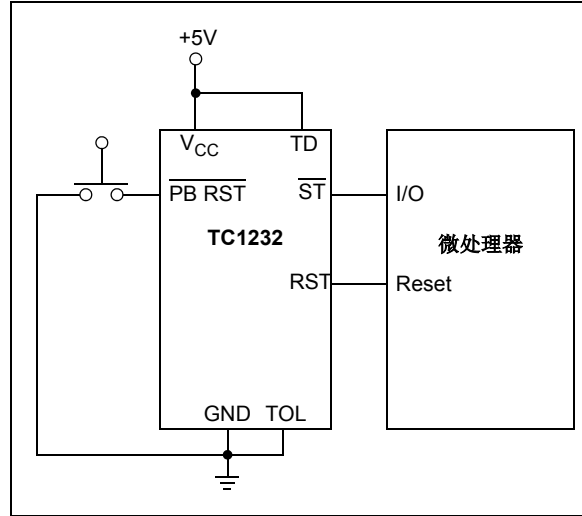 +5V
VCC TD
PB RST ST I/O
TC1232 微处理器
RST Reset
GND TOL